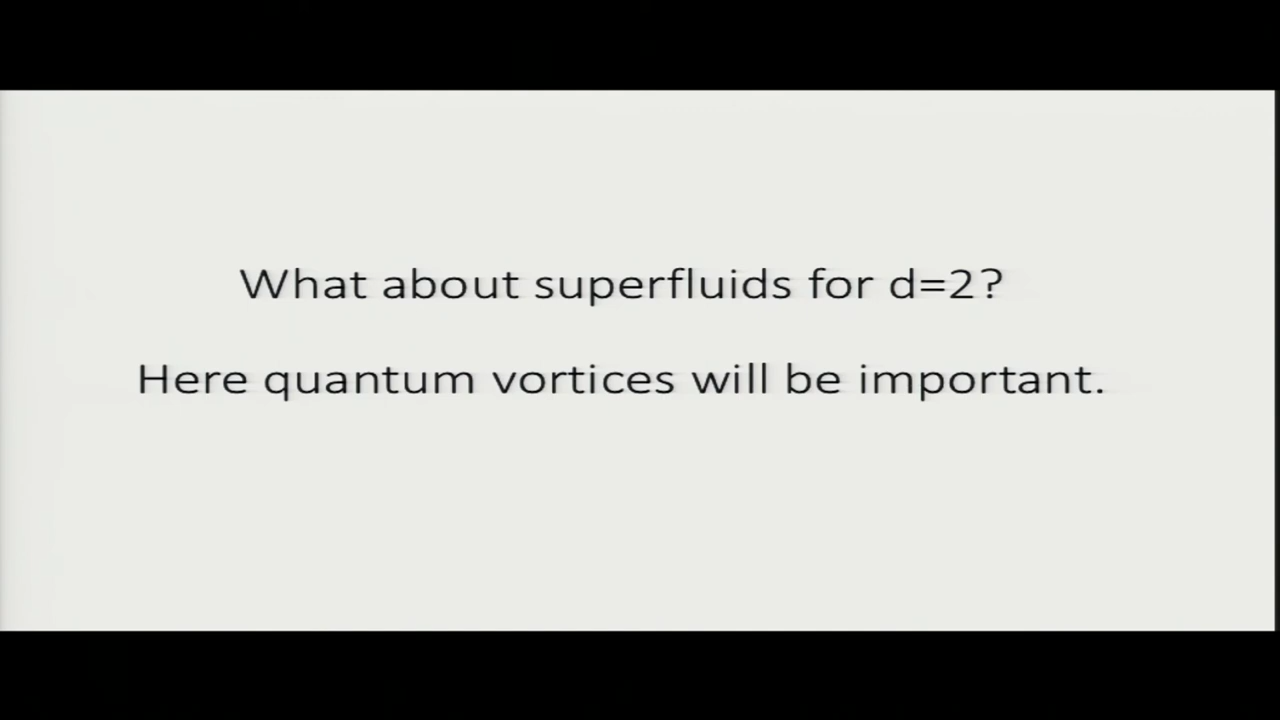 What about superfluids for d=2?
Here quantum vortices will be important.